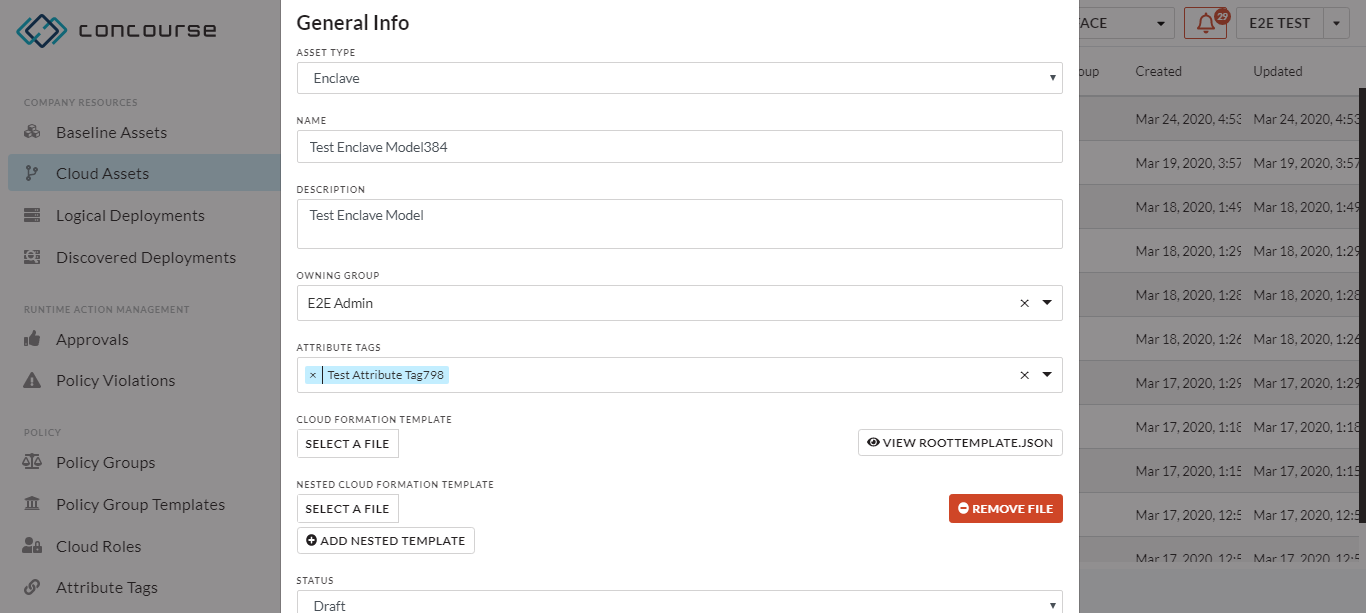 concourse
COMPANY RESOURCES
Baseline Assets
Cloud Assets
Logical Deployments
Discovered Deployments
RUNTIME ACTION MANAGEMENT
Approvals
Policy Violations
POLICY
Policy Groups
Policy Group Templates
Cloud Roles
Attribute Tags
General Info
ASSET TYPE
Enclave
NAME
Test Enclave Model384
DESCRIPTION
Test Enclave Model
OWNING GROUP
E2E Admin
ATTRIBUTE TAGS
× Test Attribute Tag798
CLOUD FORMATION TEMPLATE
SELECT A FILE
VIEW ROOTTEMPLATE.JSON
NESTED CLOUD FORMATION TEMPLATE
SELECT A FILE
REMOVE FILE
ADD NESTED TEMPLATE
STATUS
Draft
29
E2E TEST
Created Updated
Mar 24, 2020, 4:53 Mar 24, 2020, 4:53
Mar 19, 2020, 3:57 Mar 19, 2020, 3:57
Mar 18, 2020, 1:49 Mar 18, 2020, 1:49
Mar 18, 2020, 1:29 Mar 18, 2020, 1:29
Mar 18, 2020, 1:28 Mar 18, 2020, 1:28
Mar 18, 2020, 1:26 Mar 18, 2020, 1:26
Mar 17, 2020, 1:29 Mar 17, 2020, 1:29
Mar 17, 2020, 1:18 Mar 17, 2020, 1:18
Mar 17, 2020, 1:15 Mar 17, 2020, 1:15
Mar 17, 2020, 12:5 Mar 17, 2020, 12:5
Mar 17, 2020, 12:5 Mar 17, 2020, 12:5